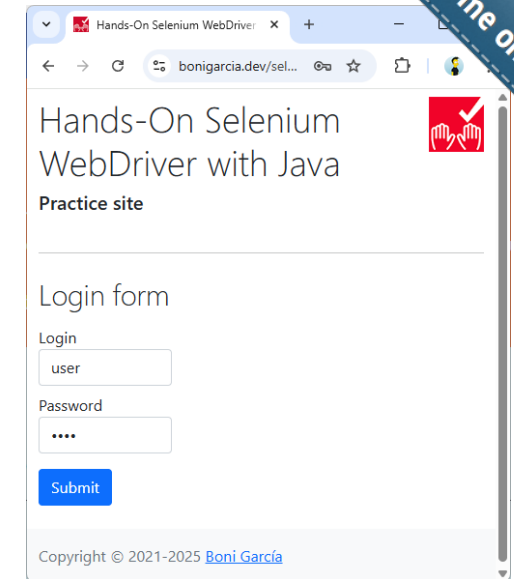 Hands-On Selenium WebDriver
bonigarcia.dev/sel...
Hands-On Selenium
WebDriver with Java
Practice site
Login form
Login
user
Password
••••
Submit
Copyright © 2021-2025 Boni García